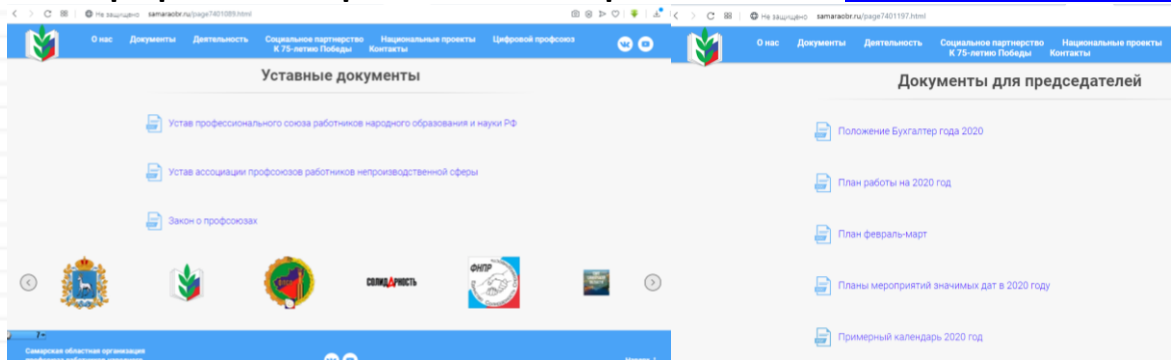 Не защищено samaraobr.ru/page7401089.html
О нас Документы Деятельность Социальное партнерство Национальные проекты Цифровой профсоюз
К 75-летию Победы Контакты
Уставные документы
Устав профессионального союза работников народного образования и науки РФ
Устав ассоциации профсоюзов работников непроизводственной сферы
Закон о профсоюзах
СОЛИДАРНОСТЬ
ФНПР
Самарская областная организация
Не защищено samaraobr.ru/page7401197.html
О нас Документы Деятельность Социальное партнерство Национальные проекты
К 75-летию Победы Контакты
Документы для председателей
Положение Бухгалтер года 2020
План работы на 2020 год
План февраль-март
Планы мероприятий значимых дат в 2020 году
Примерный календарь 2020 год